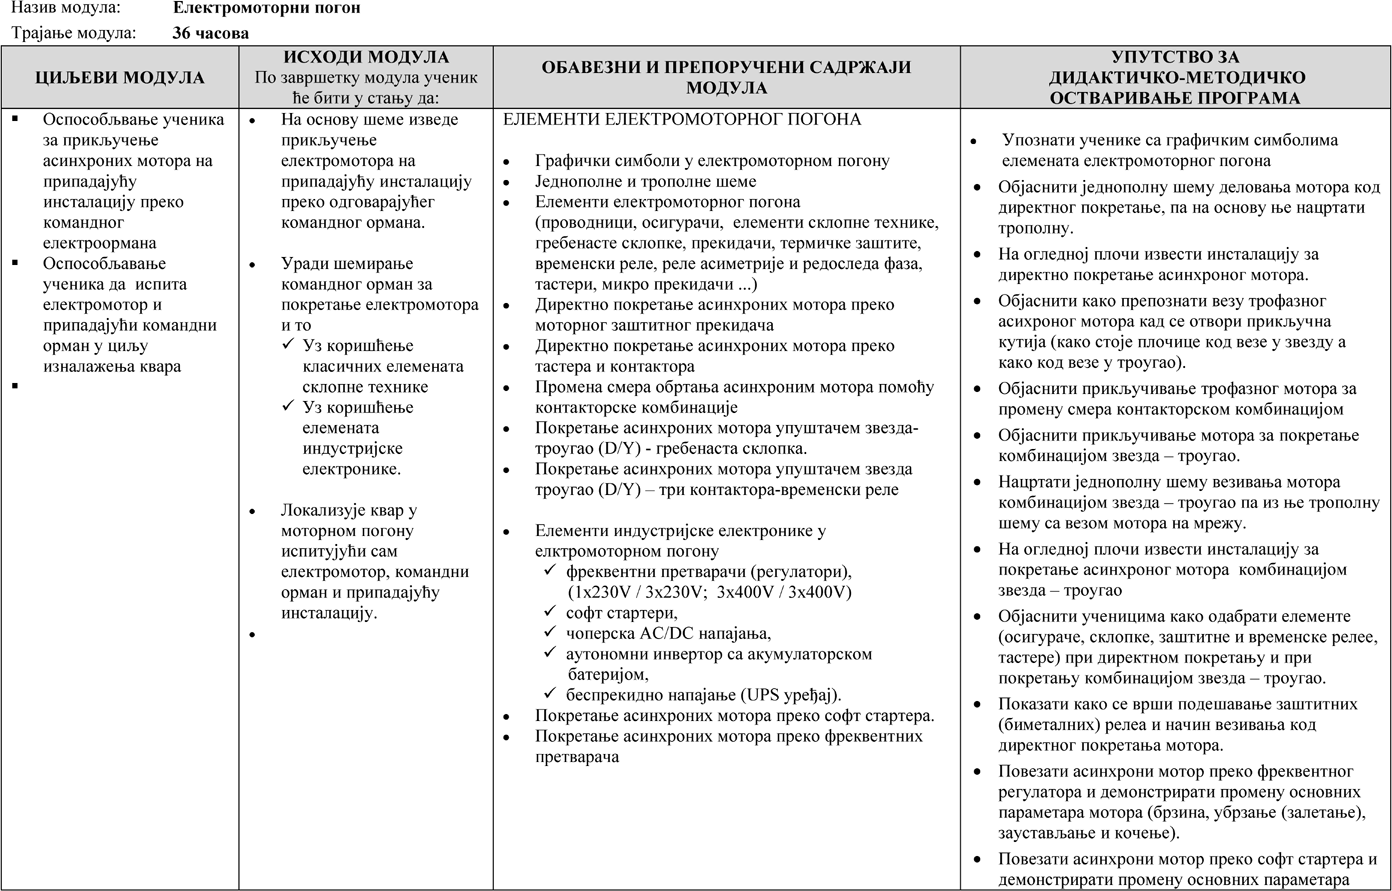 Назив модула: Електромоторни погон
Трајање модула: 36 часова
ЦИЉЕВИ МОДУЛА
ИСХОДИ МОДУЛА
По завршетку модула ученик
ће бити у стању да:
ОБАВЕЗНИ И ПРЕПОРУЧЕНИ САДРЖАЈИ
МОДУЛА
УПУТСТВО ЗА
ДИДАКТИЧКО-МЕТОДИЧКО
ОСТВАРИВАЊЕ ПРОГРАМА
▪ Оспособљвање ученика
за прикључење
асинхроних мотора на
припадајућу
инсталацију преко
командног
електроормана
▪ Оспособљавање
ученика да испита
електромотор и
припадајући командни
орман у циљу
изналажења квара
▪
• На основу шеме изведе
прикључење
електромотора на
припадајућу инсталацију
преко одговарајућег
командног ормана.
• Уради шемирање
командног орман за
покретање електромотора
и то
✓ Уз коришћење
класичних елемената
склопне технике
✓ Уз коришћење
елемената
индустријске
електронике.
• Локализује квар у
моторном погону
испитујући сам
електромотор, командни
орман и припадајућу
инсталацију.
•
ЕЛЕМЕНТИ ЕЛЕКТРОМОТОРНОГ ПОГОНА
• Графички симболи у електромоторном погону
• Једнополне и трополне шеме
• Елементи електромоторног погона
(проводници, осигурачи, елементи склопне технике,
гребенасте склопке, прекидачи, термичке заштите,
временски реле, реле асиметрије и редоследа фаза,
тастери, микро прекидачи ...)
• Директно покретање асинхроних мотора преко
моторног заштитног прекидача
• Директно покретање асинхроних мотора преко
тастера и контактора
• Промена смера обртања асинхроним мотора помоћу
контакторске комбинације
• Покретање асинхроних мотора упуштачем звезда-
троугао (D/Y) - гребенаста склопка.
• Покретање асинхроних мотора упуштачем звезда
троугао (D/Y) – три контактора-временски реле
• Елементи индустријске електронике у
елктромоторном погону
✓ фреквентни претварачи (регулатори),
(1x230V / 3x230V; 3x400V / 3x400V)
✓ софт стартери,
✓ чоперска AC/DC напајања,
✓ аутономни инвертор са акумулаторском
батеријом,
✓ беспрекидно напајање (UPS уређај).
• Покретање асинхроних мотора преко софт стартера.
• Покретање асинхроних мотора преко фреквентних
претварача
• Упознати ученике са графичким симболима
елемената електромоторног погона
• Објаснити једнополну шему деловања мотора код
директног покретање, па на основу ње нацртати
трополну.
• На огледној плочи извести инсталацију за
директно покретање асинхроног мотора.
• Објаснити како препознати везу трофазног
асихроног мотора кад се отвори прикључна
кутија (како стоје плочице код везе у звезду а
како код везе у троугао).
• Објаснити прикључивање трофазног мотора за
промену смера контакторском комбинацијом
• Објаснити прикључивање мотора за покретање
комбинацијом звезда – троугао.
• Нацртати једнополну шему везивања мотора
комбинацијом звезда – троугао па из ње трополну
шему са везом мотора на мрежу.
• На огледној плочи извести инсталацију за
покретање асинхроног мотора комбинацијом
звезда – троугао
• Објаснити ученицима како одабрати елементе
(осигураче, склопке, заштитне и временске релее,
тастере) при директном покретању и при
покретању комбинацијом звезда – троугао.
• Показати како се врши подешавање заштитних
(биметалних) релеа и начин везивања код
директног покретања мотора.
• Повезати асинхрони мотор преко фреквентног
регулатора и демонстрирати промену основних
параметара мотора (брзина, убрзање (залетање),
заустављање и кочење).
• Повезати асинхрони мотор преко софт стартера и
демонстрирати промену основних параметара